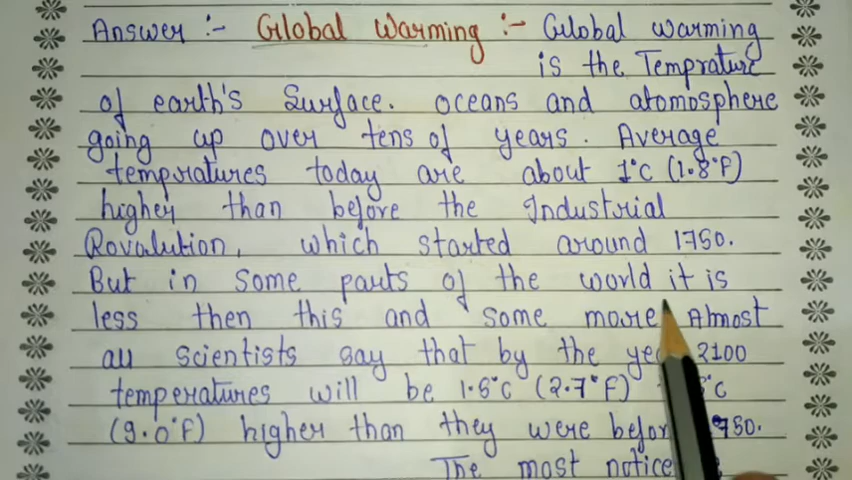 Answer :- Global Warming :- Global warming
is the Temprature
of earth's Surface. oceans and atomosphere
going up over tens of years. Average
tempratures today are about 1°C (1.8°F)
higher than before the Industrial
Rovalution, which started around 1750.
But in some parts of the world it is
less then this and some more Almost
all scientists say that by the 2100
temperatures will be 1.5°C (2.7°F)
(9.0°F) higher than they were
The most